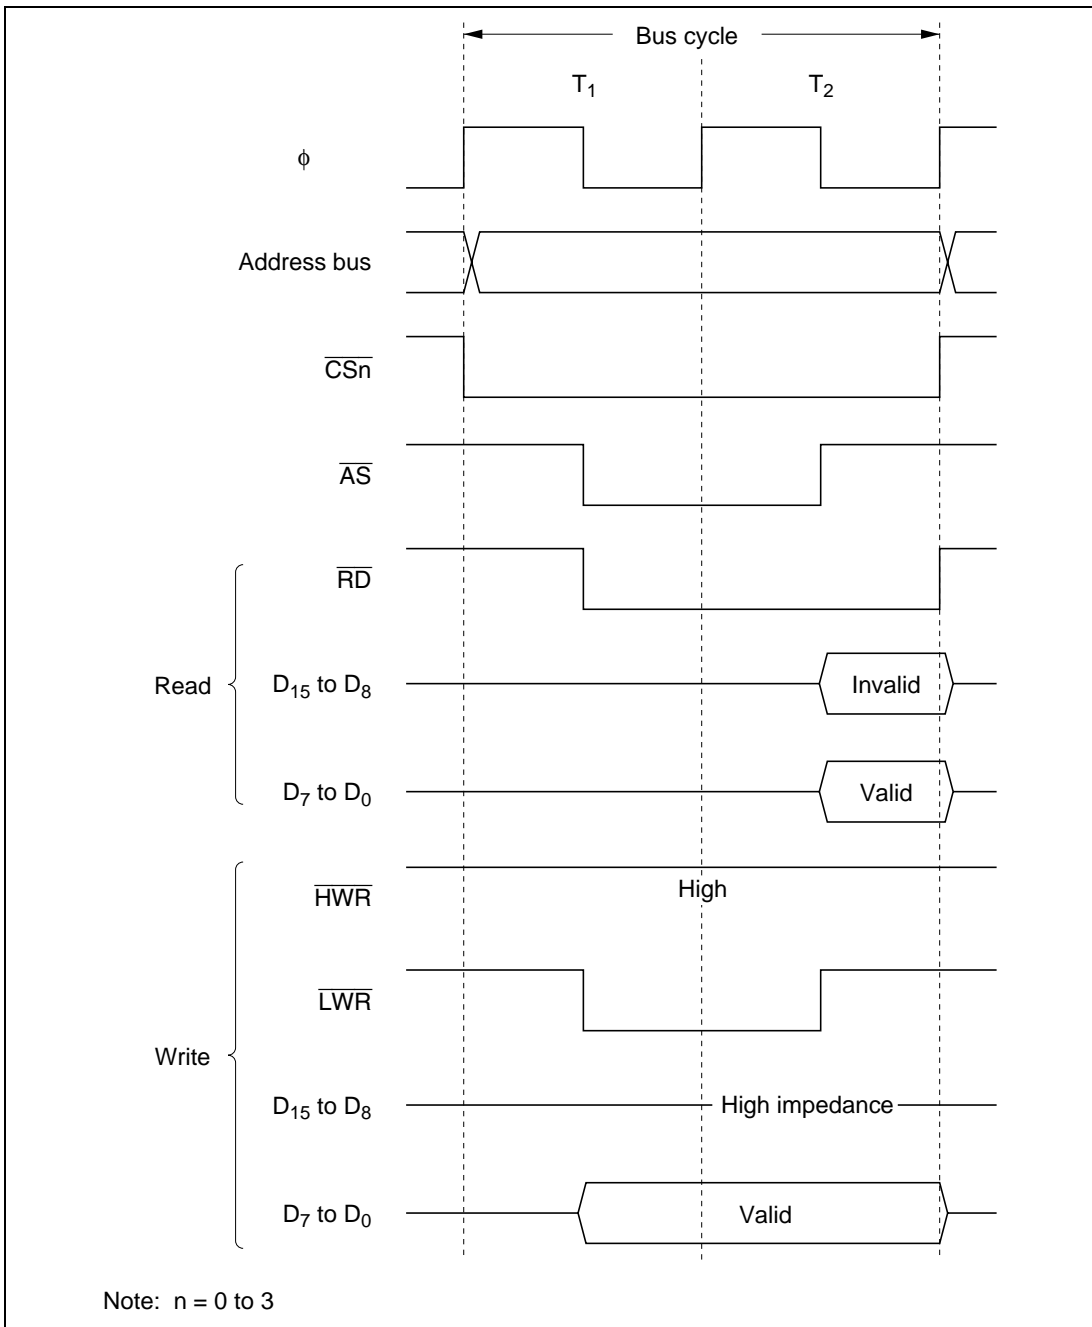 Bus cycle
T1 T2
ϕ
Address bus
CSn
AS
RD
Read
D15 to D8 Invalid
D7 to D0 Valid
HWR
High
LWR
Write
D15 to D8 High impedance
D7 to D0 Valid
Note: n = 0 to 3